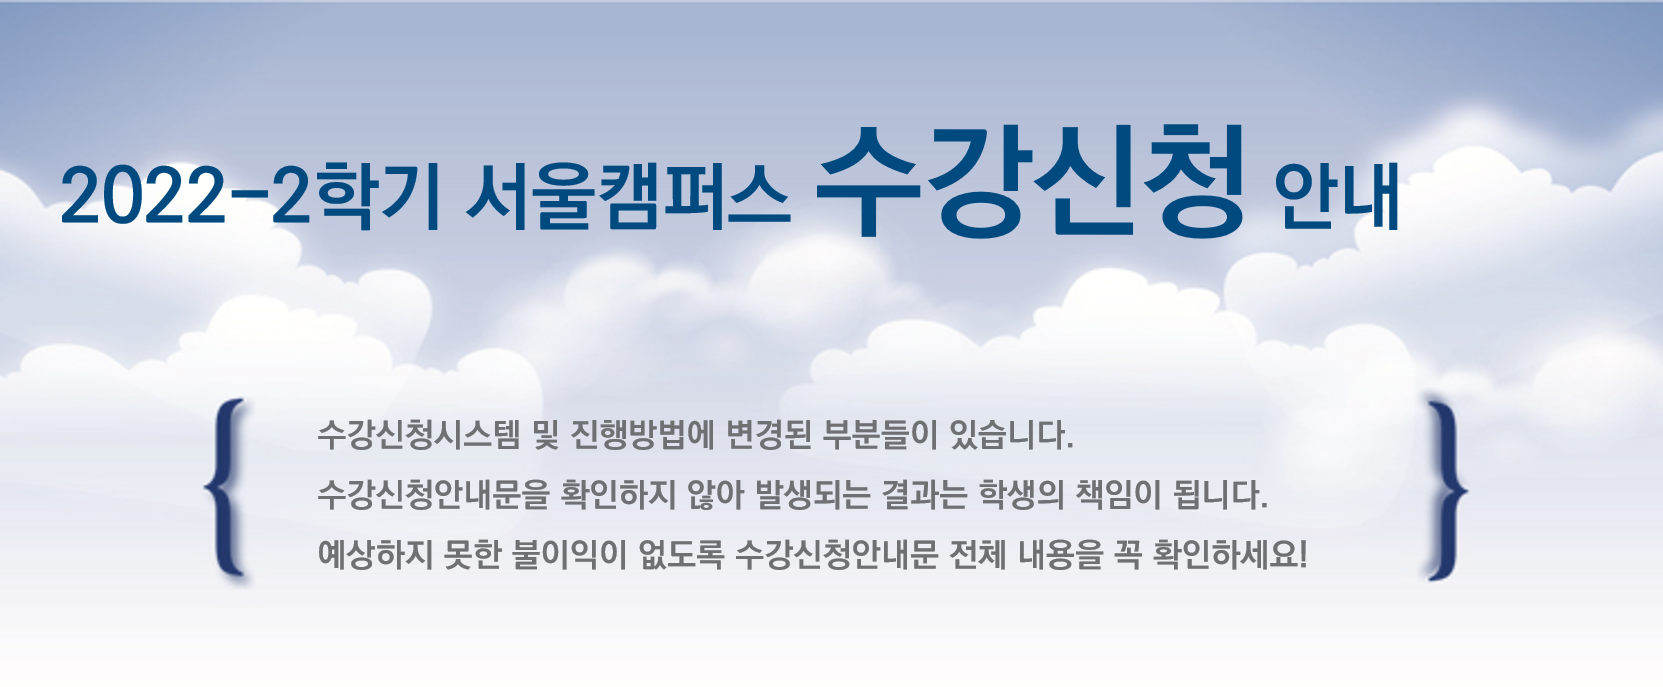 2022-2학기 서울캠퍼스 수강신청 안내
{ 수강신청시스템 및 진행방법에 변경된 부분들이 있습니다.
수강신청안내문을 확인하지 않아 발생되는 결과는 학생의 책임이 됩니다.
예상하지 못한 불이익이 없도록 수강신청안내문 전체 내용을 꼭 확인하세요! }